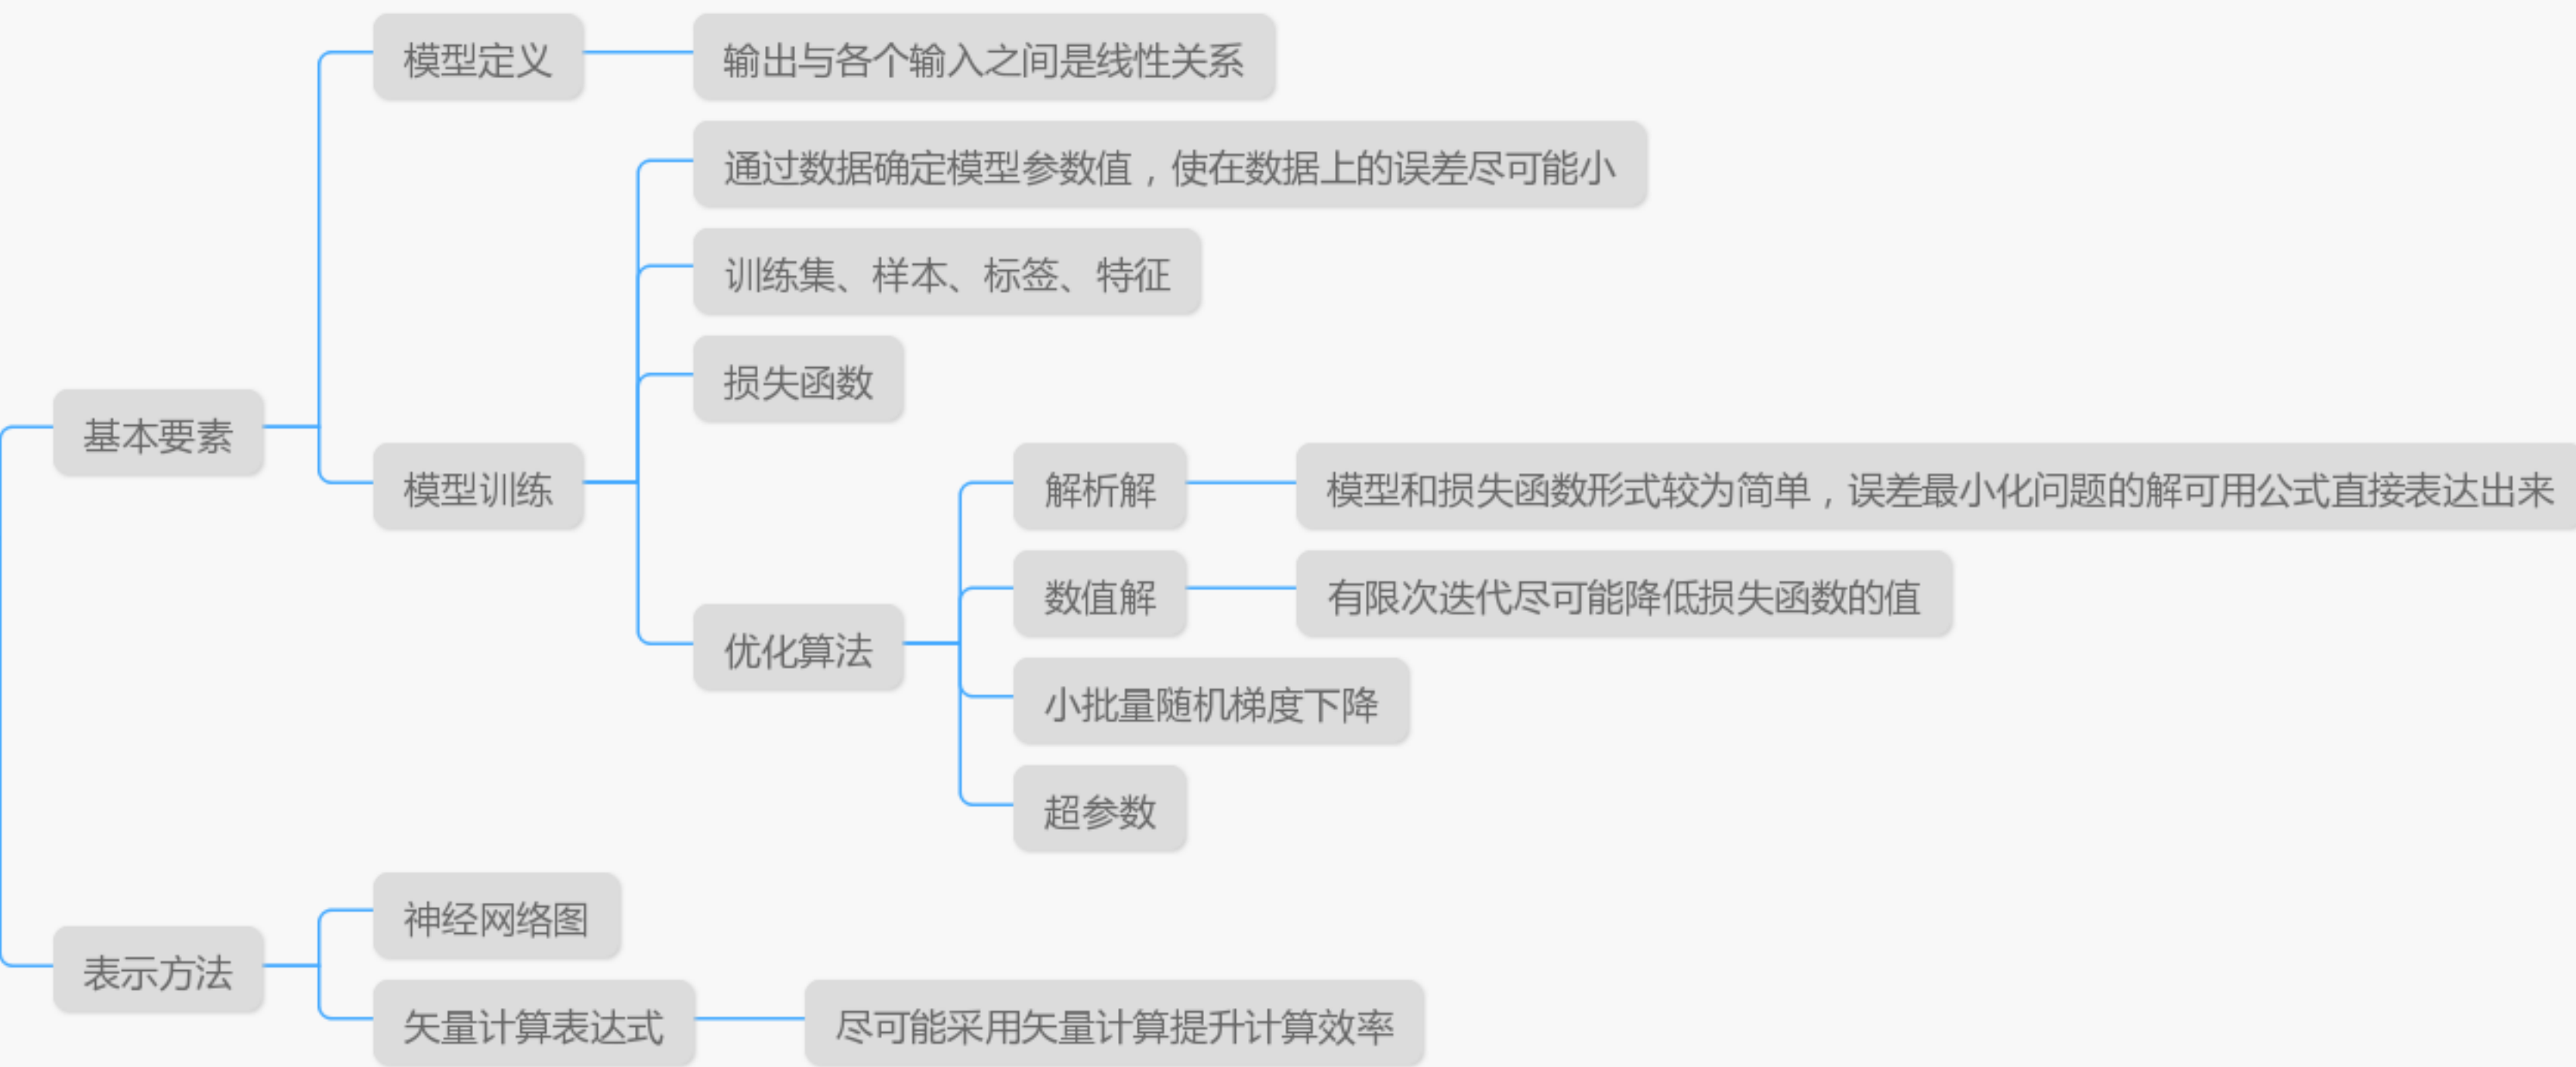 模型定义
输出与各个输入之间是线性关系
通过数据确定模型参数值，使在数据上的误差尽可能小
训练集、样本、标签、特征
损失函数
基本要素
模型训练
解析解
模型和损失函数形式较为简单，误差最小化问题的解可用公式直接表达出来
数值解
有限次迭代尽可能降低损失函数的值
优化算法
小批量随机梯度下降
超参数
神经网络图
表示方法
矢量计算表达式
尽可能采用矢量计算提升计算效率